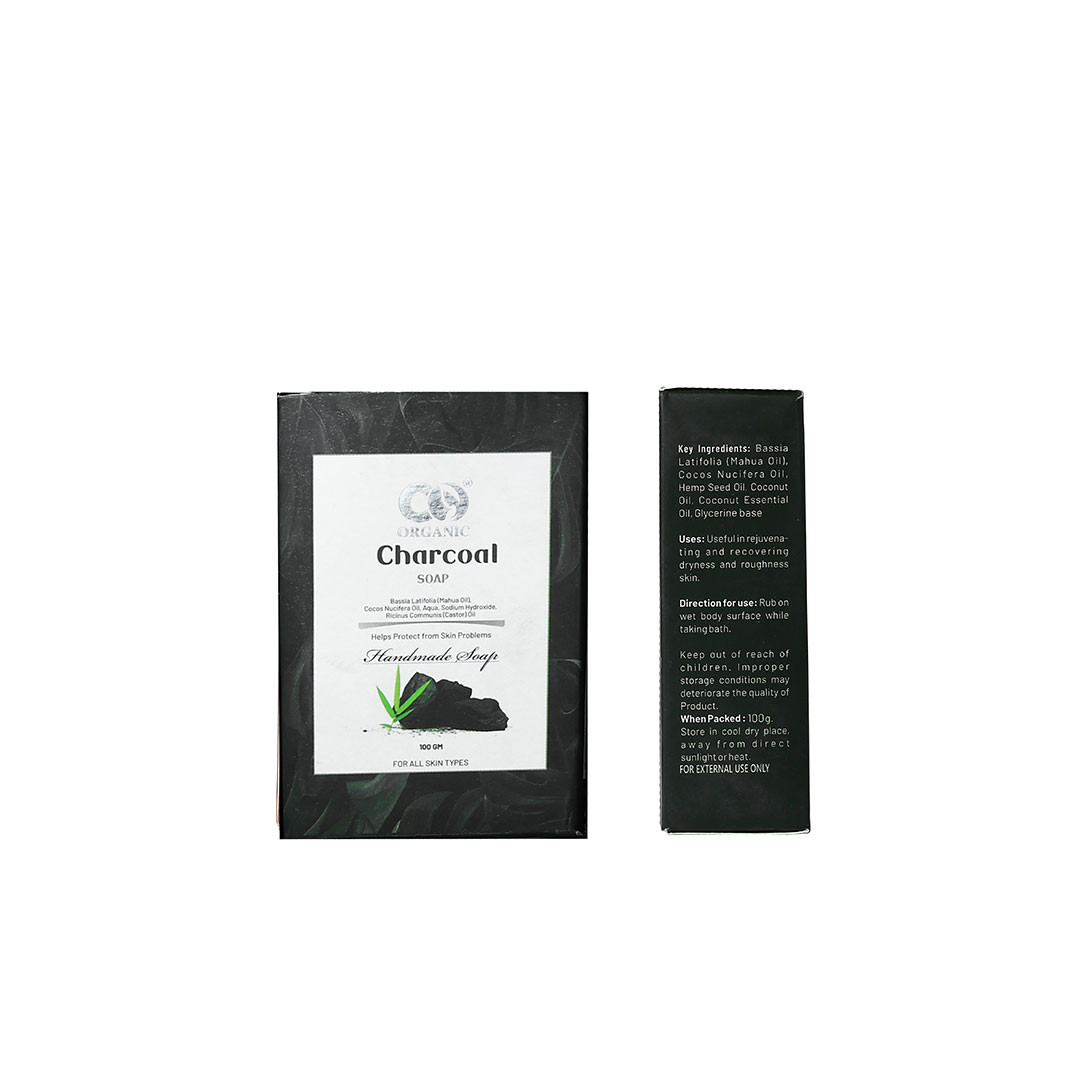 ORGANIC
Charcoal
SOAP
Bassia Latifolia (Mahua Oil),
Cocos Nucifera Oil, Aqua, Sodium Hydroxide,
Ricinus Communis (Castor) Oil
Helps Protect from Skin Problems
Handmade Soap
100 GM
FOR ALL SKIN TYPES
Key Ingredients: Bassia
Latifolia (Mahua Oil),
Cocos Nucifera Oil,
Hemp Seed Oil, Coconut
Oil, Coconut Essential
Oil, Glycerine base
Uses: Useful in rejuvena-
ting and recovering
dryness and roughness
skin.
Direction for use: Rub on
wet body surface while
taking bath.
Keep out of reach of
children. Improper
storage conditions may
deteriorate the quality of
Product.
When Packed : 100g.
Store in cool dry place,
away from direct
sunlight or heat.
FOR EXTERNAL USE ONLY